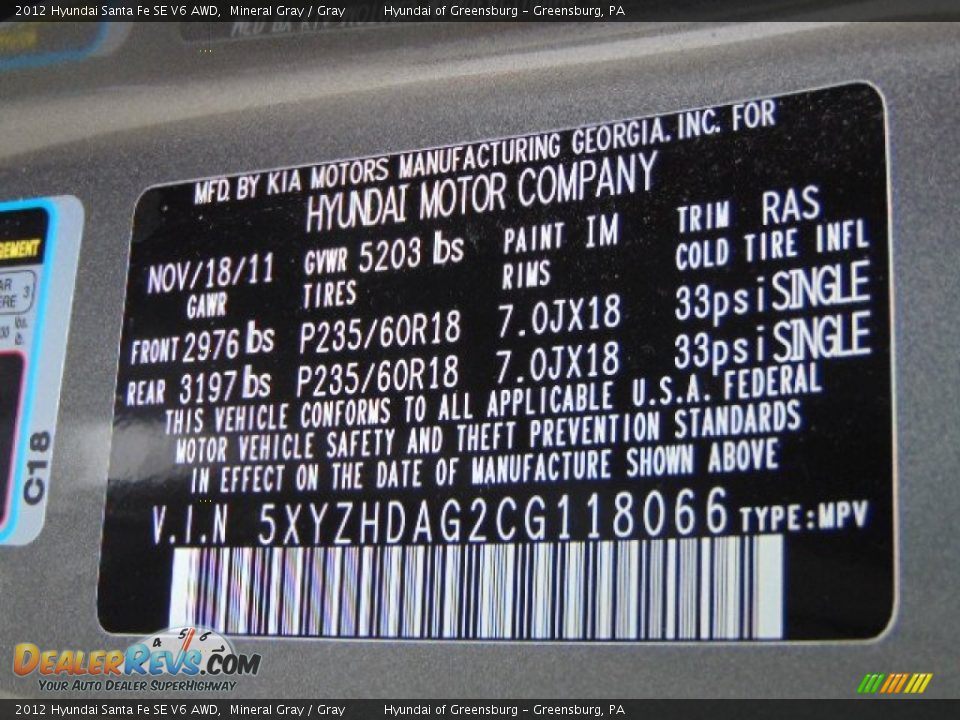 2012 Hyundai Santa Fe SE V6 AWD, Mineral Gray / Gray Hyundai of Greensburg - Greensburg, PA
MFD. BY KIA MOTORS MANUFACTURING GEORGIA. INC. FOR
HYUNDAI MOTOR COMPANY
NOV/18/11 GVWR 5203 lbs PAINT IM TRIM RAS
GAWR TIRES RIMS COLD TIRE INFL
FRONT 2976 lbs P235/60R18 7.0JX18 33psi SINGLE
REAR 3197 lbs P235/60R18 7.0JX18 33psi SINGLE
THIS VEHICLE CONFORMS TO ALL APPLICABLE U.S.A. FEDERAL
MOTOR VEHICLE SAFETY AND THEFT PREVENTION STANDARDS
IN EFFECT ON THE DATE OF MANUFACTURE SHOWN ABOVE
V.I.N 5XYZHDAG2CG118066 TYPE:MPV
C18
4 5 6
DEALERREVS.COM
YOUR AUTO DEALER SUPERHIGHWAY
2012 Hyundai Santa Fe SE V6 AWD, Mineral Gray / Gray Hyundai of Greensburg - Greensburg, PA